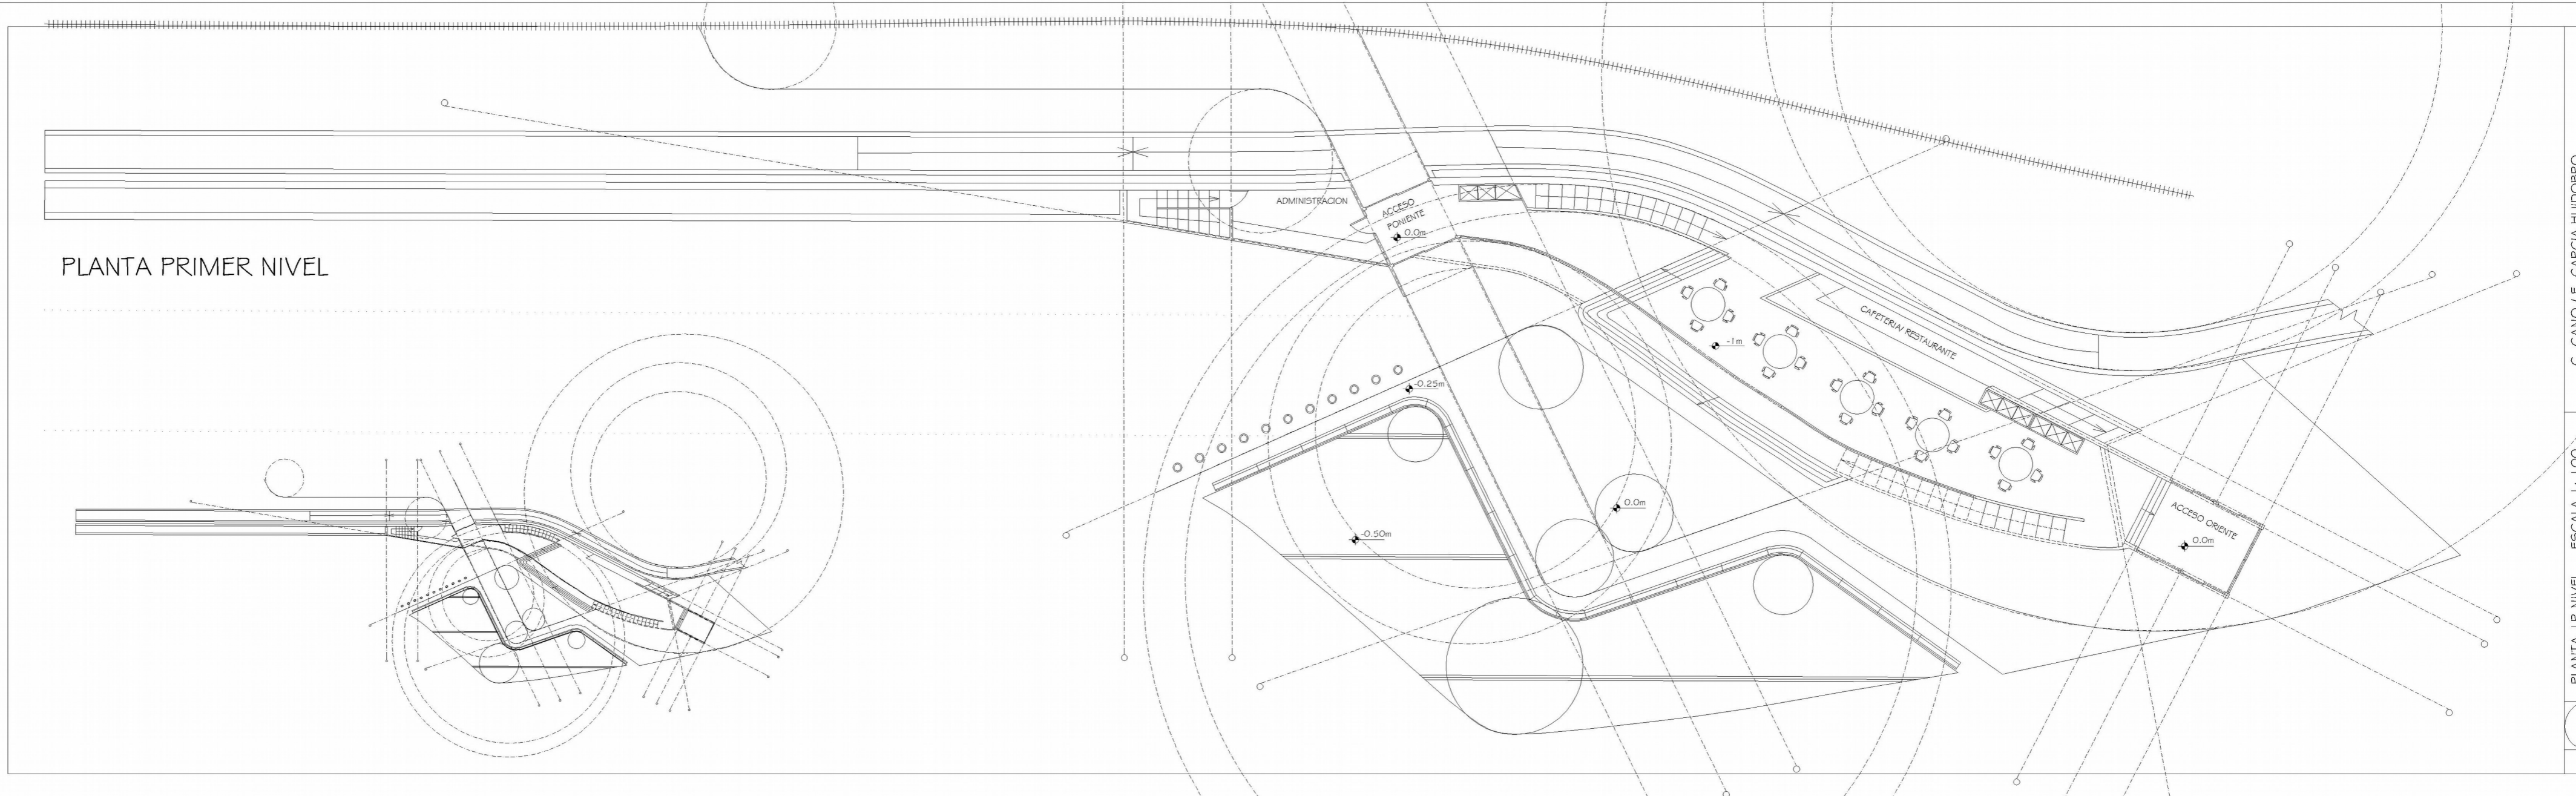 PLANTA PRIMER NIVEL
ADMINISTRACION
ACCESO
PONIENTE
0.0m
CAFETERIA/ RESTAURANTE
-1m
-0.25m
0.0m
-0.50m
ACCESO ORIENTE
0.0m